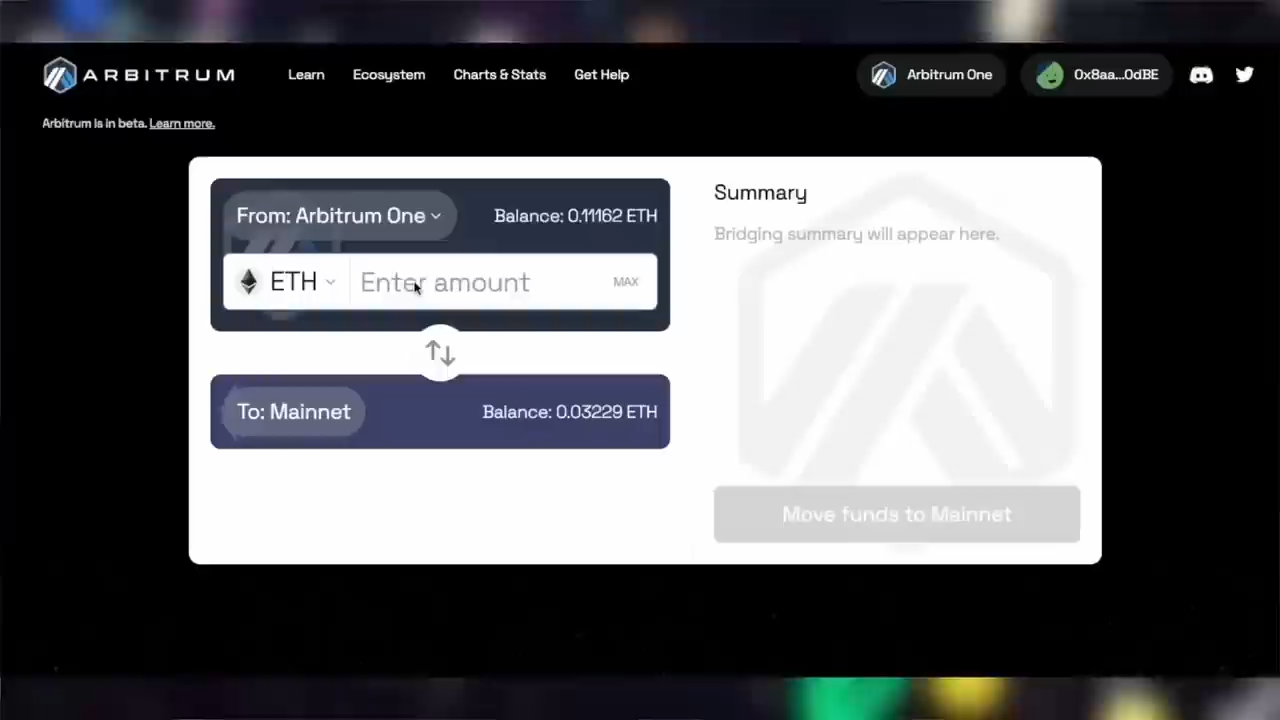 ARBITRUM
Learn
Ecosystem
Charts & Stats
Get Help
Arbitrum One
0x8aa...0dBE
Arbitrum is in beta. Learn more.
From: Arbitrum One
Balance: 0.11162 ETH
ETH
Enter amount
MAX
To: Mainnet
Balance: 0.03229 ETH
Summary
Bridging summary will appear here.
Move funds to Mainnet